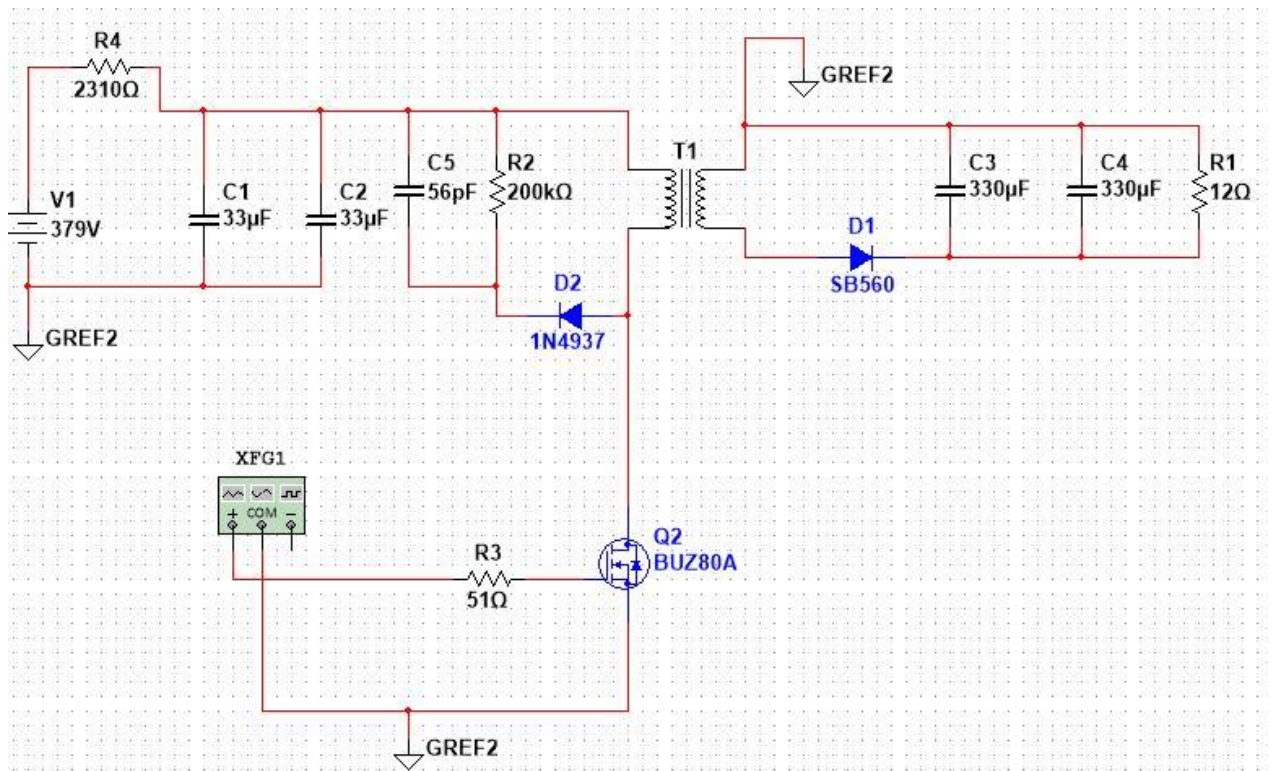 R4
2310Ω
GREF2
T1
C5
56pF
R2
200kΩ
C1
33µF
C2
33µF
C3
330µF
C4
330µF
R1
12Ω
V1
379V
D1
SB560
D2
1N4937
GREF2
XFG1
+ COM −
R3
51Ω
Q2
BUZ80A
GREF2